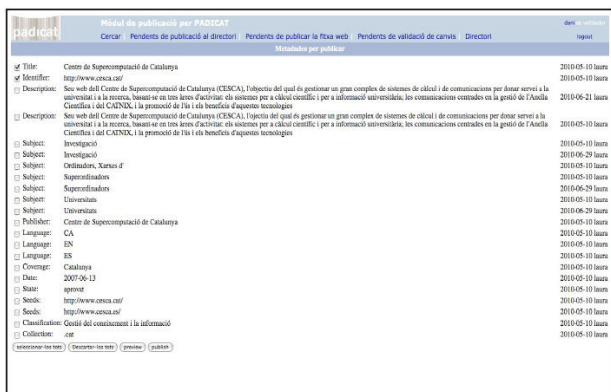 padicat
Mòdul de publicació per PADICAT
dani
Cercar Pendents de publicació al directori Pendents de publicar la fitxa web Pendents de validació de canvis Directori logout
Metadades per publicar
Title: Centre de Supercomputació de Catalunya 2010-05-10 laura
Identifier: http://www.cesca.cat/ 2010-05-10 laura
Description: Seu web dell Centre de Supercomputació de Catalunya (CESCA), l'objectiu del qual és gestionar un gran complex de sistemes de càlcul i de comunicacions per donar servei a la
universitat i a la recerca, basant-se en tres àrees d'activitat: els sistemes per a càlcul científic i per a informació universitària; les comunicacions centrades en la gestió de l'Anella 2010-06-21 laura
Científica i del CATNIX, i la promoció de l'ús i els beneficis d'aquestes tecnologies
Description: Seu web dell Centre de Supercomputació de Catalunya (CESCA), l'objectiu del qual és gestionar un gran complex de sistemes de càlcul i de comunicacions per donar servei a la
universitat i a la recerca, basant-se en tres àrees d'activitat: els sistemes per a càlcul científic i per a informació universitària; les comunicacions centrades en la gestió de l'Anella 2010-05-10 laura
Científica i del CATNIX, i la promoció de l'ús i els beneficis d'aquestes tecnologies
Subject: Investigació 2010-05-10 laura
Subject: Investigació 2010-06-29 laura
Subject: Ordinadors, Xarxes d' 2010-05-10 laura
Subject: Superordinadors 2010-05-10 laura
Subject: Superordinadors 2010-06-29 laura
Subject: Universitats 2010-05-10 laura
Subject: Universitats 2010-06-29 laura
Publisher: Centre de Supercomputació de Catalunya 2010-05-10 laura
Language: CA 2010-05-10 laura
Language: EN 2010-05-10 laura
Language: ES 2010-05-10 laura
Coverage: Catalunya 2010-05-10 laura
Date: 2007-06-13 2010-05-10 laura
State: aprovat 2010-05-10 laura
Seeds: http://www.cesca.cat/ 2010-05-10 laura
Seeds: http://www.cesca.es/ 2010-05-10 laura
Classification: Gestió del coneixement i la informació 2010-05-10 laura
Collection: .cat 2010-05-10 laura
seleccionar-los tots Descartar-los tots preview publish